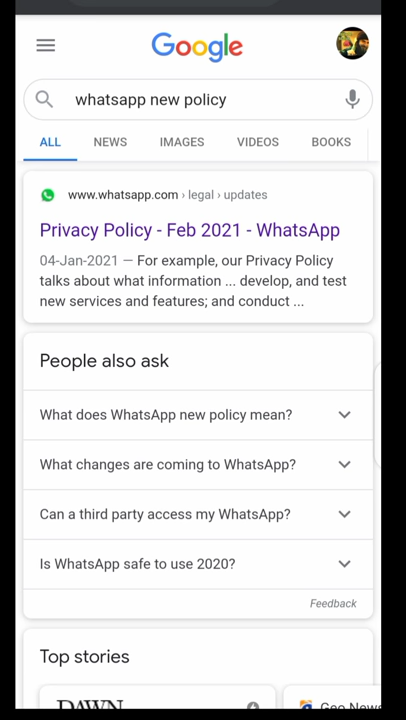 Google
whatsapp new policy
ALL NEWS IMAGES VIDEOS BOOKS
www.whatsapp.com › legal › updates
Privacy Policy - Feb 2021 - WhatsApp
04-Jan-2021 — For example, our Privacy Policy
talks about what information ... develop, and test
new services and features; and conduct ...
People also ask
What does WhatsApp new policy mean?
What changes are coming to WhatsApp?
Can a third party access my WhatsApp?
Is WhatsApp safe to use 2020?
Feedback
Top stories
DAWN Geo News